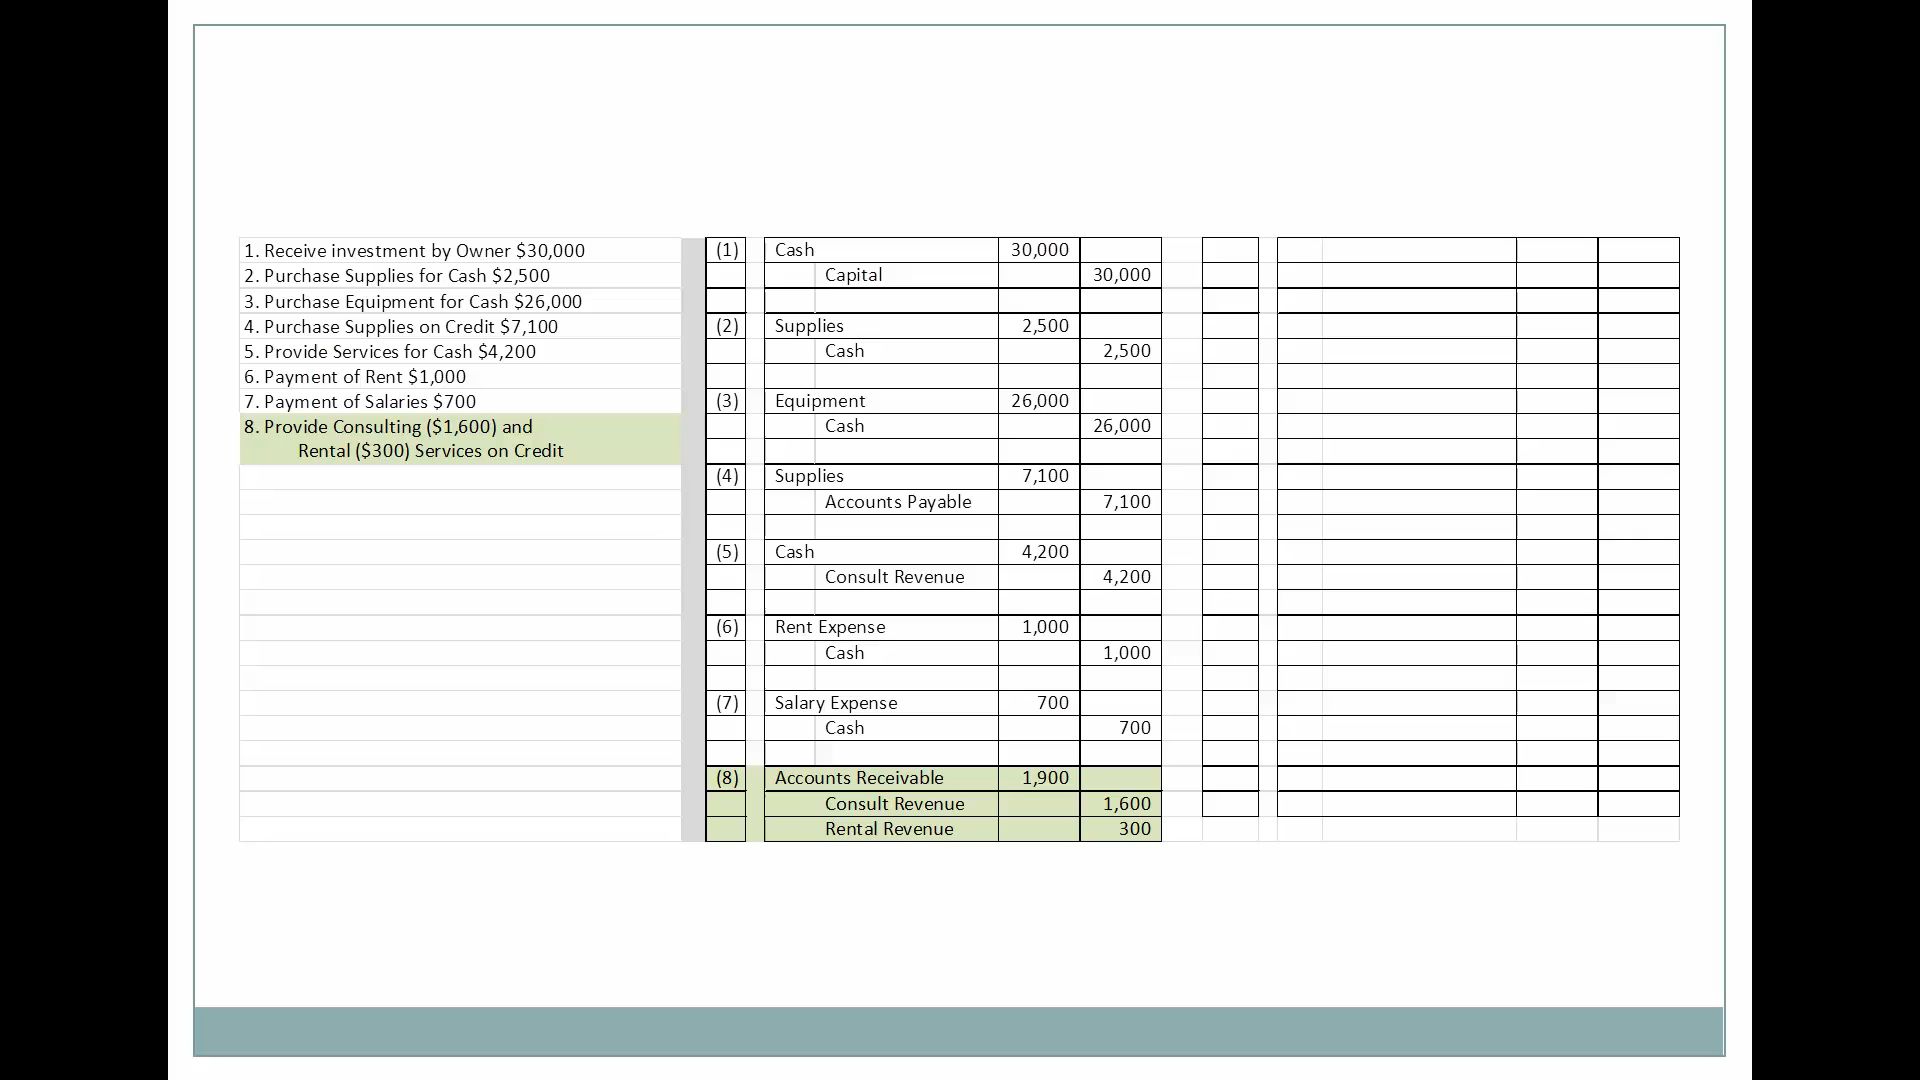 1. Receive investment by Owner $30,000
2. Purchase Supplies for Cash $2,500
3. Purchase Equipment for Cash $26,000
4. Purchase Supplies on Credit $7,100
5. Provide Services for Cash $4,200
6. Payment of Rent $1,000
7. Payment of Salaries $700
8. Provide Consulting ($1,600) and
Rental ($300) Services on Credit
(1) Cash 30,000
Capital 30,000
(2) Supplies 2,500
Cash 2,500
(3) Equipment 26,000
Cash 26,000
(4) Supplies 7,100
Accounts Payable 7,100
(5) Cash 4,200
Consult Revenue 4,200
(6) Rent Expense 1,000
Cash 1,000
(7) Salary Expense 700
Cash 700
(8) Accounts Receivable 1,900
Consult Revenue 1,600
Rental Revenue 300